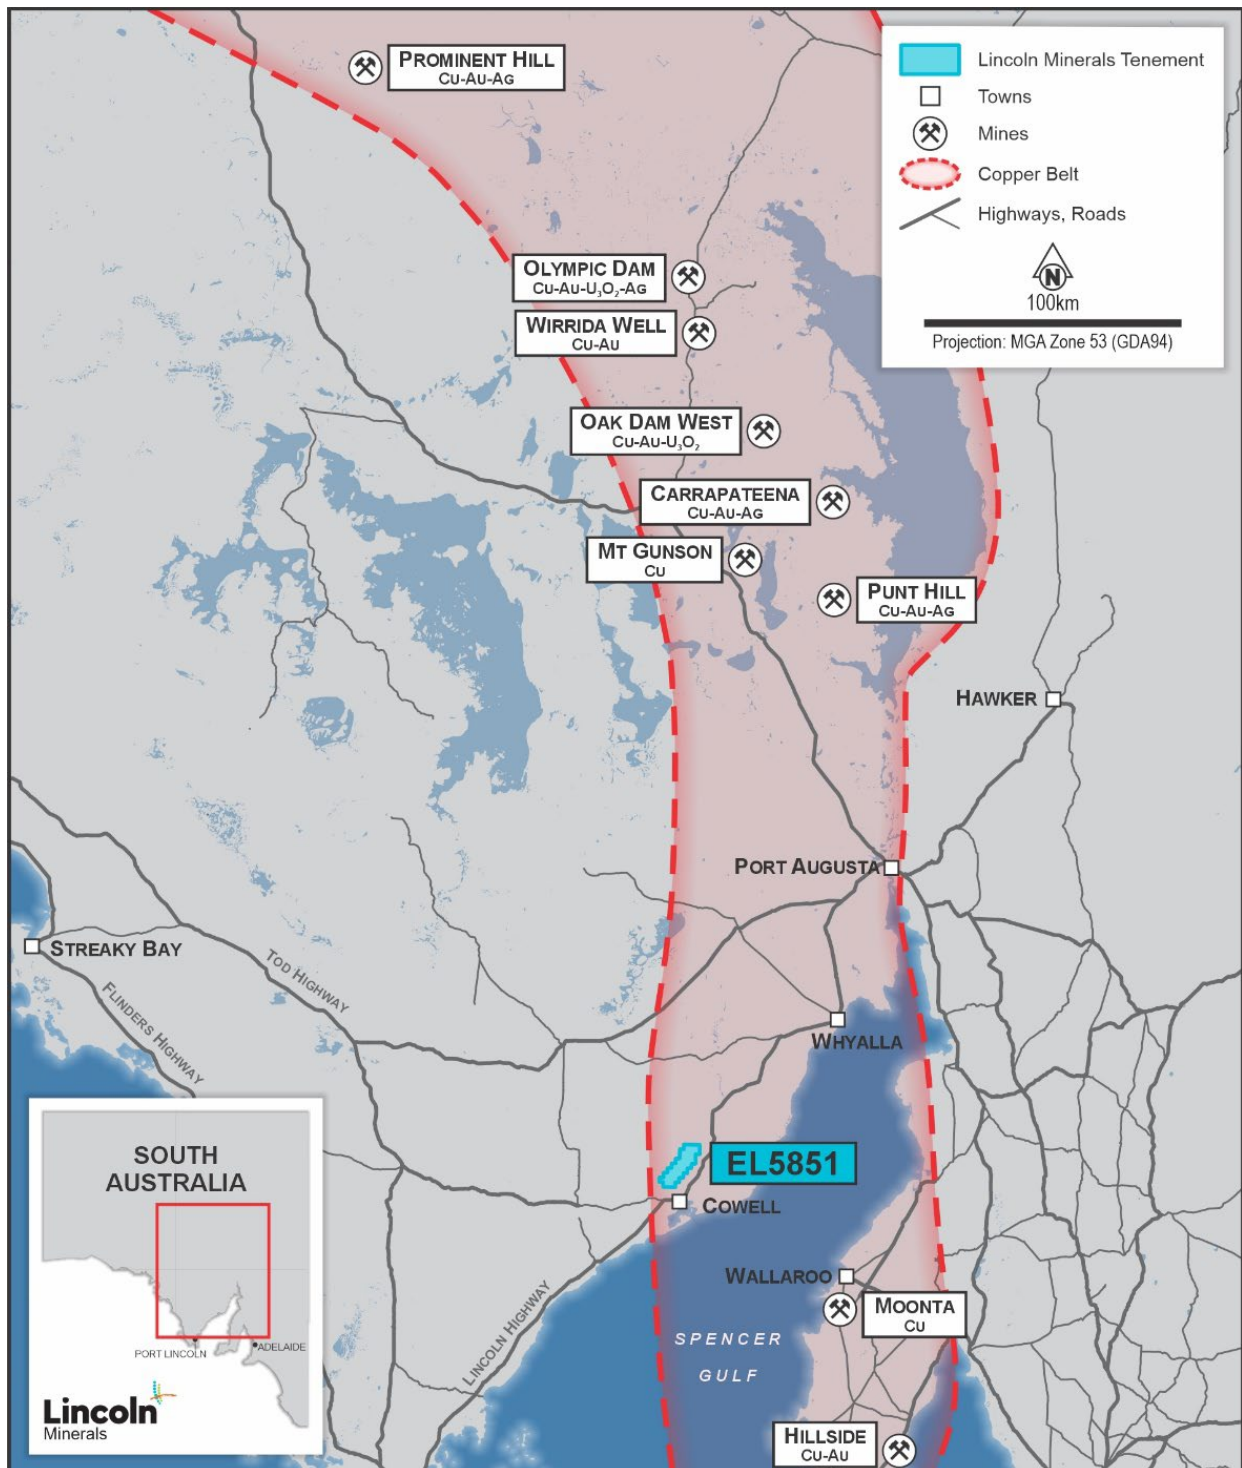 PROMINENT HILL
CU-AU-AG
Lincoln Minerals Tenement
Towns
Mines
Copper Belt
Highways, Roads
N
100km
Projection: MGA Zone 53 (GDA94)
OLYMPIC DAM
CU-AU-U₃O₂-AG
WIRRIDA WELL
CU-AU
OAK DAM WEST
CU-AU-U₃O₂
CARRAPATEENA
CU-AU-AG
MT GUNSON
CU
PUNT HILL
CU-AU-AG
HAWKER
PORT AUGUSTA
STREAKY BAY
TOD HIGHWAY
FLINDERS HIGHWAY
WHYALLA
EL5851
COWELL
LINCOLN HIGHWAY
WALLAROO
MOONTA
CU
SPENCER
GULF
HILLSIDE
CU-AU
SOUTH
AUSTRALIA
PORT LINCOLN
ADELAIDE
Lincoln
Minerals